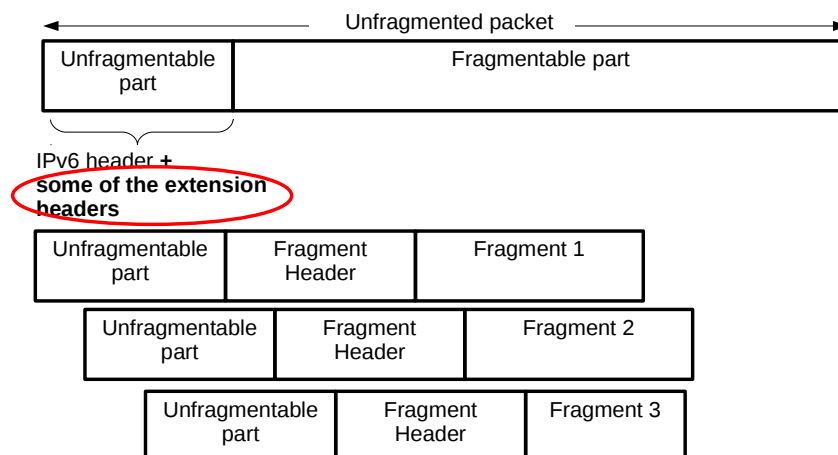 Unfragmented packet
Unfragmentable
part
Fragmentable part
IPv6 header +
some of the extension
headers
Unfragmentable
part
Fragment
Header
Fragment 1
Unfragmentable
part
Fragment
Header
Fragment 2
Unfragmentable
part
Fragment
Header
Fragment 3